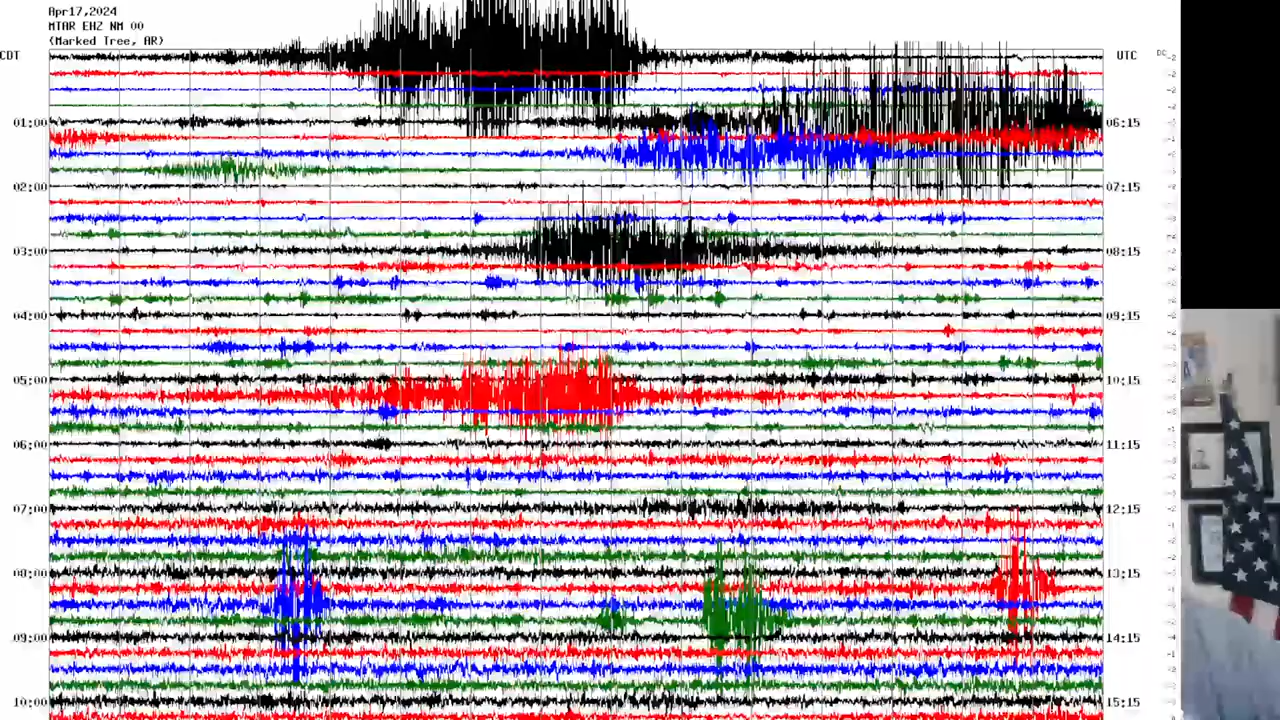 Apr17,2024
MTAR EHZ NM 00
(Marked Tree, AR)
CDT UTC DC
01:00 06:15
02:00 07:15
03:00 08:15
04:00 09:15
05:00 10:15
06:00 11:15
07:00 12:15
08:00 13:15
09:00 14:15
10:00 15:15